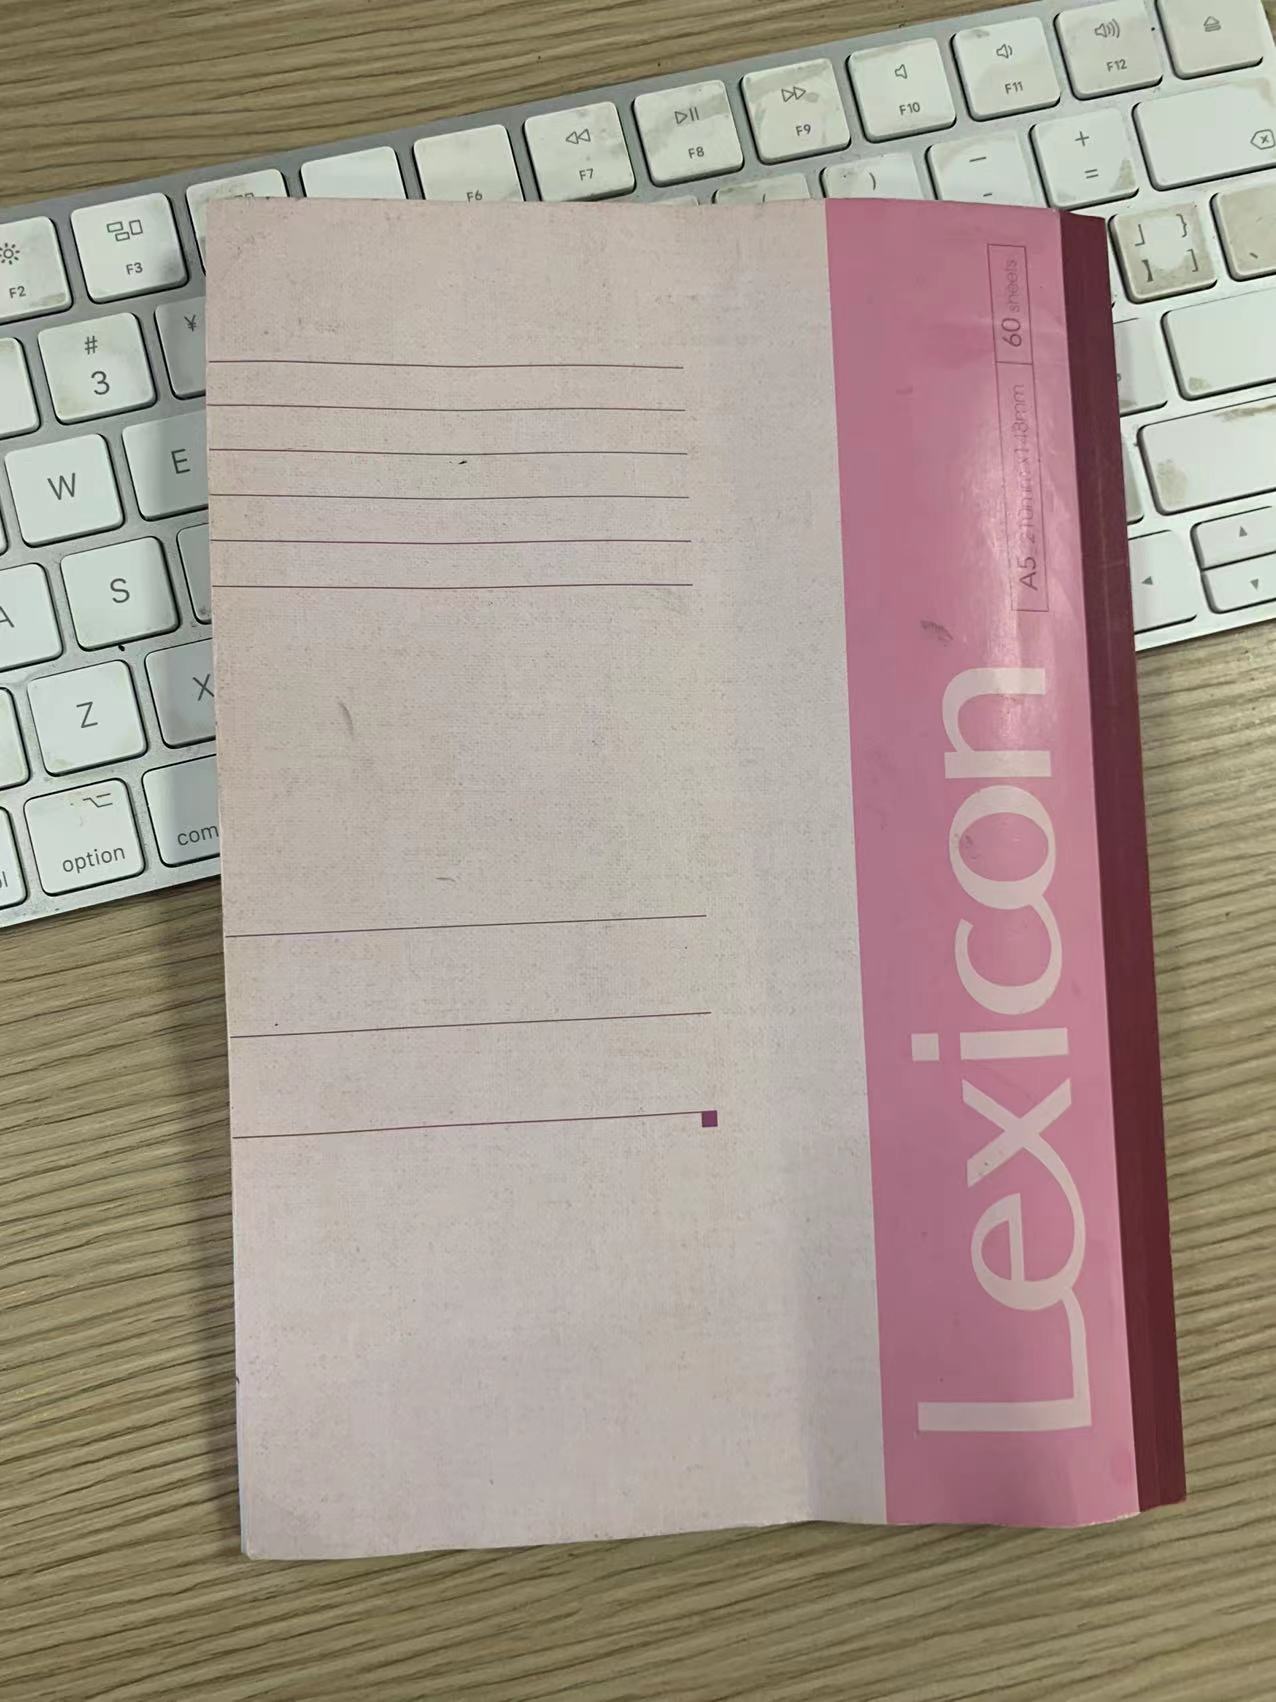 F2
F3
F6
F7
F8
F9
F10
F11
F12
# 3
¥
)
-
+ =
} ]
W
E
A
S
Z
X
option
com
60 sheets
A5 210mm×148mm
Lexicon